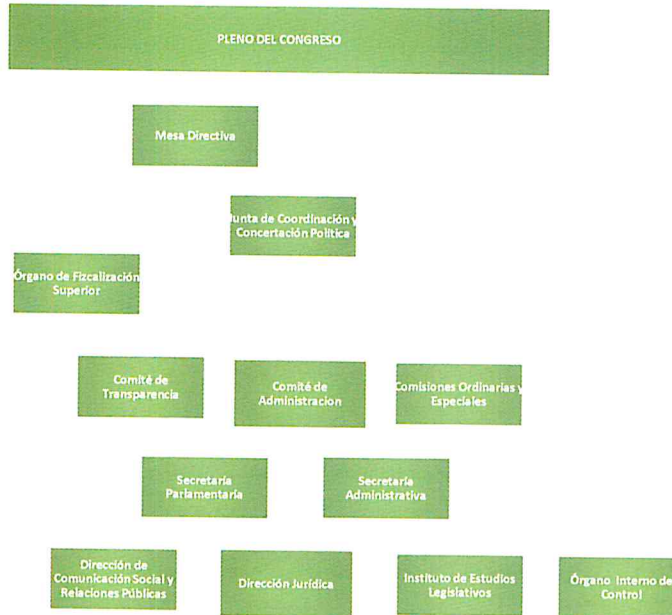 PLENO DEL CONGRESO
Mesa Directiva
Junta de Coordinación y
Concertación Política
Órgano de Fizcalización
Superior
Comité de
Transparencia
Comité de
Administracion
Comisiones Ordinarias y
Especiales
Secretaría
Parlamentaría
Secretaría
Administrativa
Dirección de
Comunicación Social y
Relaciones Públicas
Dirección Jurídica
Instituto de Estudios
Legislativos
Órgano Interno de
Control